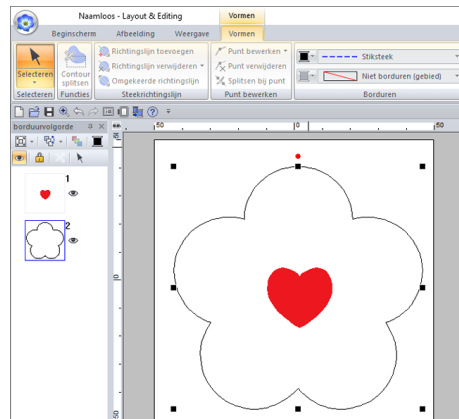 Naamloos - Layout & Editing
Vormen
Beginscherm Afbeelding Weergave Vormen
Selecteren
Contour splitsen
Richtingslijn toevoegen
Richtingslijn verwijderen
Omgekeerde richtingslijn
Punt bewerken
Punt verwijderen
Splitsen bij punt
Stiksteek
Niet borduren (gebied)
Selecteren Functies Steekrichtingslijn Punt bewerken Borduren
borduurvolgorde
50 0 50
1
2
0
50